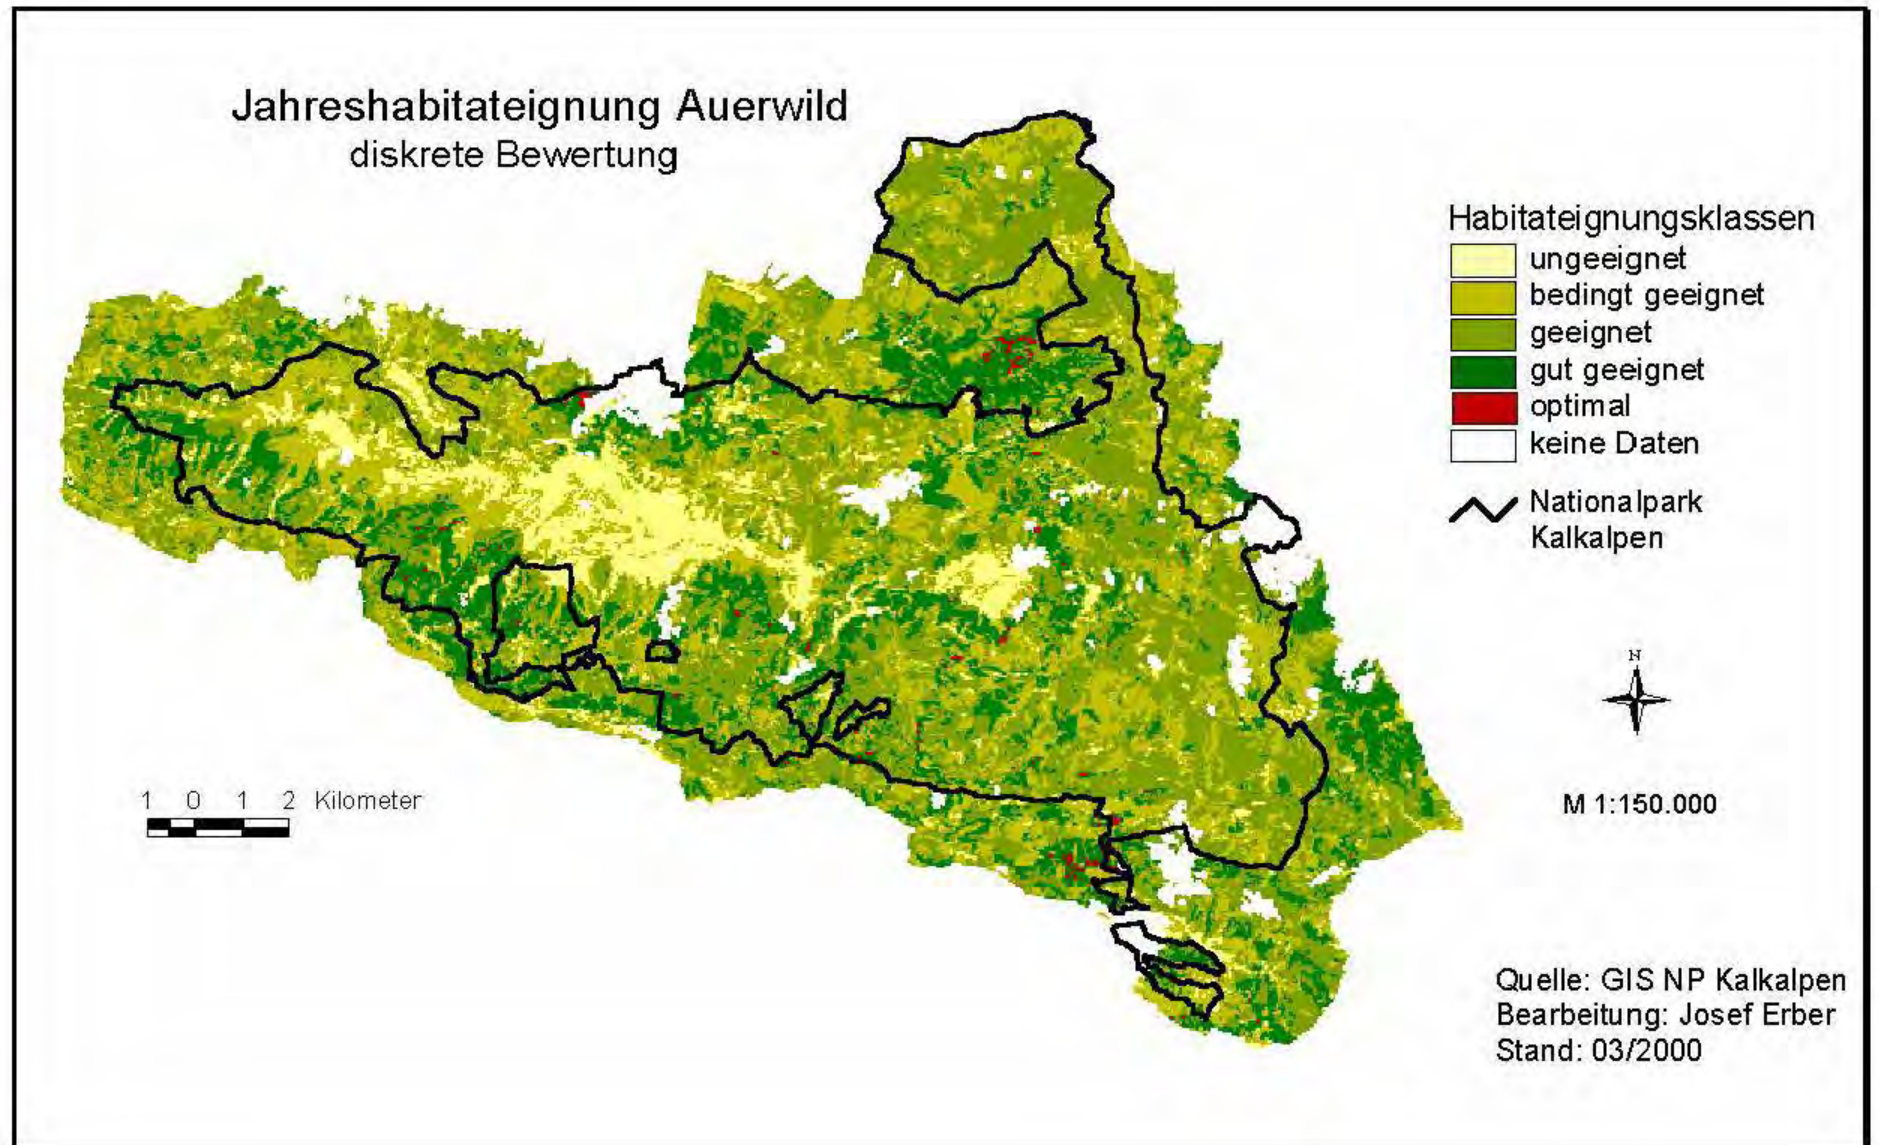 Jahreshabitateignung Auerwild
diskrete Bewertung
Habitateignungsklassen
ungeeignet
bedingt geeignet
geeignet
gut geeignet
optimal
keine Daten
Nationalpark
Kalkalpen
N
1 0 1 2 Kilometer
M 1:150.000
Quelle: GIS NP Kalkalpen
Bearbeitung: Josef Erber
Stand: 03/2000